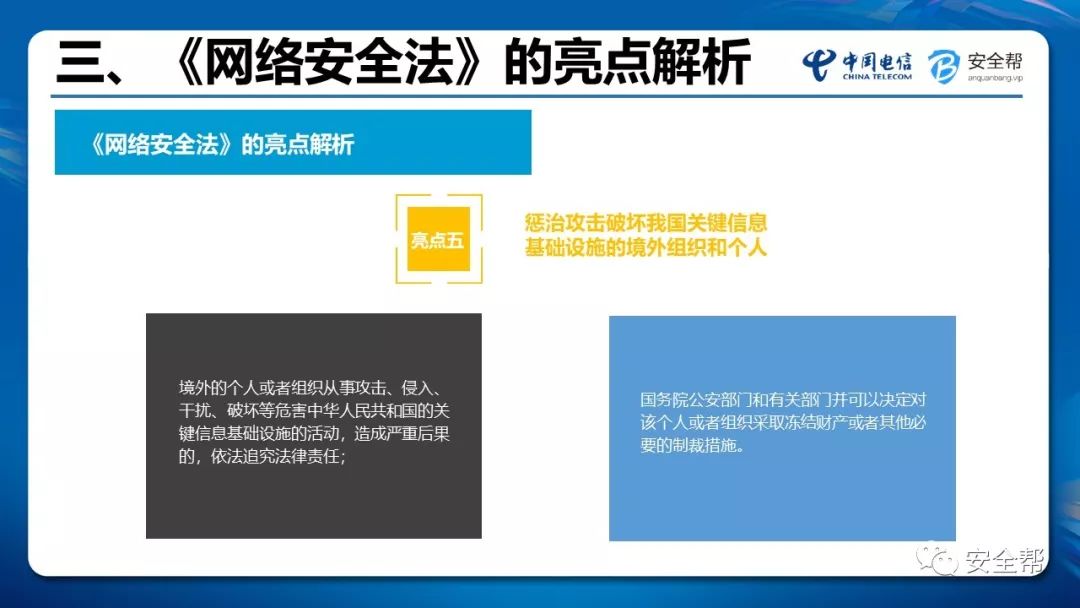 三、《网络安全法》的亮点解析
中国电信
CHINA TELECOM
安全帮
anquanbang.vip
《网络安全法》的亮点解析
亮点五
惩治攻击破坏我国关键信息
基础设施的境外组织和个人
境外的个人或者组织从事攻击、侵入、
干扰、破坏等危害中华人民共和国的关
键信息基础设施的活动，造成严重后果
的，依法追究法律责任；
国务院公安部门和有关部门并可以决定对
该个人或者组织采取冻结财产或者其他必
要的制裁措施。
安全帮